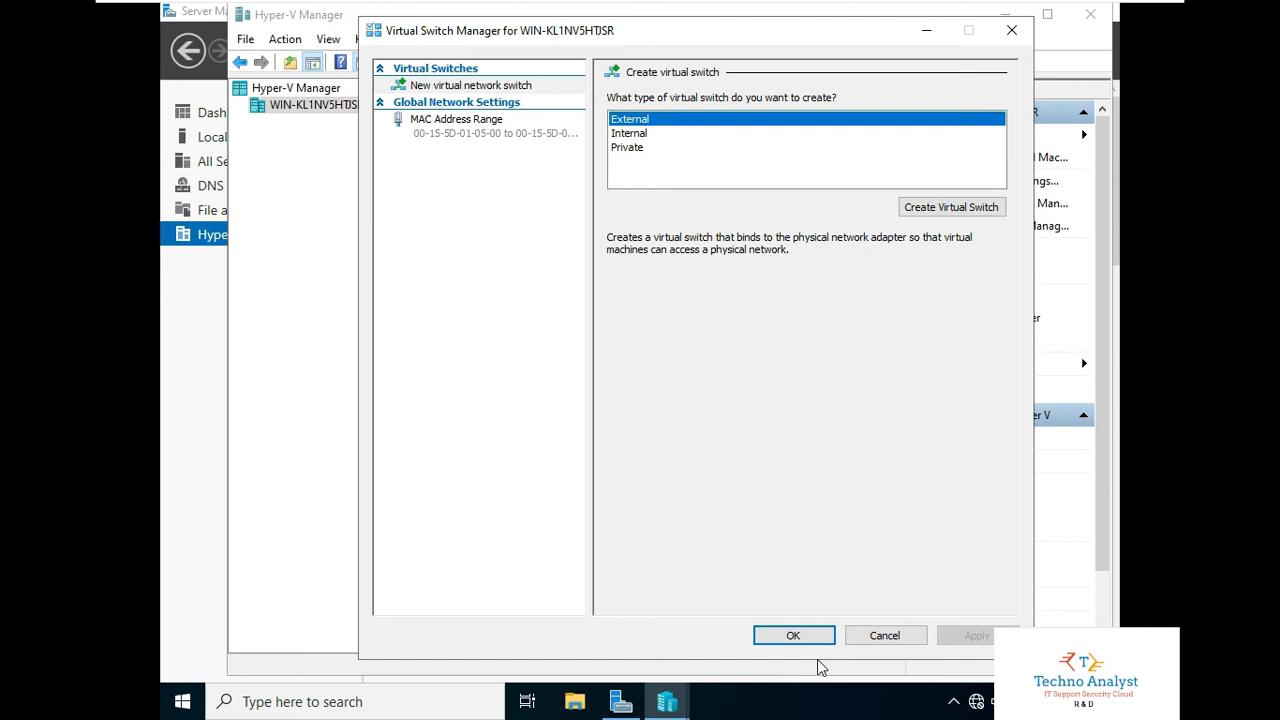 Server Ma
Hyper-V Manager
File
Action
View
Virtual Switch Manager for WIN-KL1NV5HTJSR
Hyper-V Manager
WIN-KL1NV5HTJS
Dash
Local
All Se
DNS
File a
Hype
Virtual Switches
New virtual network switch
Global Network Settings
MAC Address Range
00-15-5D-01-05-00 to 00-15-5D-0...
Create virtual switch
What type of virtual switch do you want to create?
External
Internal
Private
Create Virtual Switch
Creates a virtual switch that binds to the physical network adapter so that virtual
machines can access a physical network.
OK
Cancel
Apply
R
l Mac...
ngs...
Man...
lanag...
er
er V
Type here to search
T
Techno Analyst
IT Support Security Cloud
R & D